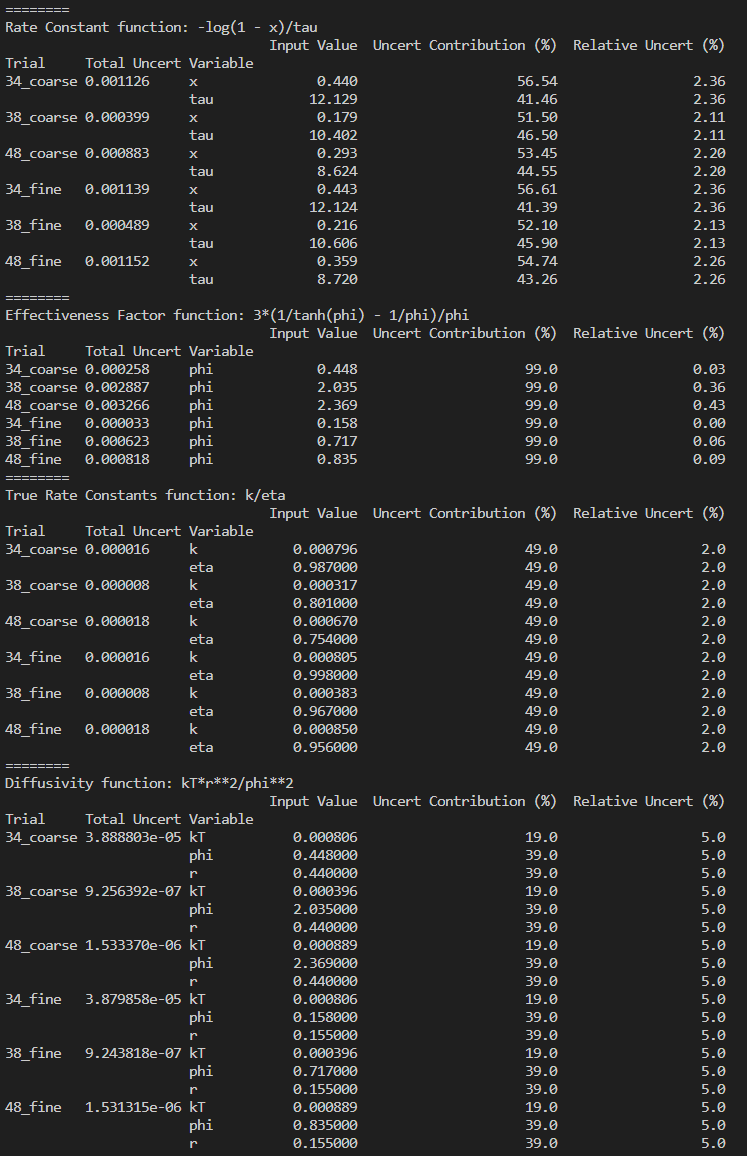 ========
Rate Constant function: -log(1 - x)/tau
Input Value Uncert Contribution (%) Relative Uncert (%)
Trial Total Uncert Variable
34_coarse 0.001126 x 0.440 56.54 2.36
tau 12.129 41.46 2.36
38_coarse 0.000399 x 0.179 51.50 2.11
tau 10.402 46.50 2.11
48_coarse 0.000883 x 0.293 53.45 2.20
tau 8.624 44.55 2.20
34_fine 0.001139 x 0.443 56.61 2.36
tau 12.124 41.39 2.36
38_fine 0.000489 x 0.216 52.10 2.13
tau 10.606 45.90 2.13
48_fine 0.001152 x 0.359 54.74 2.26
tau 8.720 43.26 2.26
========
Effectiveness Factor function: 3*(1/tanh(phi) - 1/phi)/phi
Input Value Uncert Contribution (%) Relative Uncert (%)
Trial Total Uncert Variable
34_coarse 0.000258 phi 0.448 99.0 0.03
38_coarse 0.002887 phi 2.035 99.0 0.36
48_coarse 0.003266 phi 2.369 99.0 0.43
34_fine 0.000033 phi 0.158 99.0 0.00
38_fine 0.000623 phi 0.717 99.0 0.06
48_fine 0.000818 phi 0.835 99.0 0.09
========
True Rate Constants function: k/eta
Input Value Uncert Contribution (%) Relative Uncert (%)
Trial Total Uncert Variable
34_coarse 0.000016 k 0.000796 49.0 2.0
eta 0.987000 49.0 2.0
38_coarse 0.000008 k 0.000317 49.0 2.0
eta 0.801000 49.0 2.0
48_coarse 0.000018 k 0.000670 49.0 2.0
eta 0.754000 49.0 2.0
34_fine 0.000016 k 0.000805 49.0 2.0
eta 0.998000 49.0 2.0
38_fine 0.000008 k 0.000383 49.0 2.0
eta 0.967000 49.0 2.0
48_fine 0.000018 k 0.000850 49.0 2.0
eta 0.956000 49.0 2.0
========
Diffusivity function: kT*r**2/phi**2
Input Value Uncert Contribution (%) Relative Uncert (%)
Trial Total Uncert Variable
34_coarse 3.888803e-05 kT 0.000806 19.0 5.0
phi 0.448000 39.0 5.0
r 0.440000 39.0 5.0
38_coarse 9.256392e-07 kT 0.000396 19.0 5.0
phi 2.035000 39.0 5.0
r 0.440000 39.0 5.0
48_coarse 1.533370e-06 kT 0.000889 19.0 5.0
phi 2.369000 39.0 5.0
r 0.440000 39.0 5.0
34_fine 3.879858e-05 kT 0.000806 19.0 5.0
phi 0.158000 39.0 5.0
r 0.155000 39.0 5.0
38_fine 9.243818e-07 kT 0.000396 19.0 5.0
phi 0.717000 39.0 5.0
r 0.155000 39.0 5.0
48_fine 1.531315e-06 kT 0.000889 19.0 5.0
phi 0.835000 39.0 5.0
r 0.155000 39.0 5.0